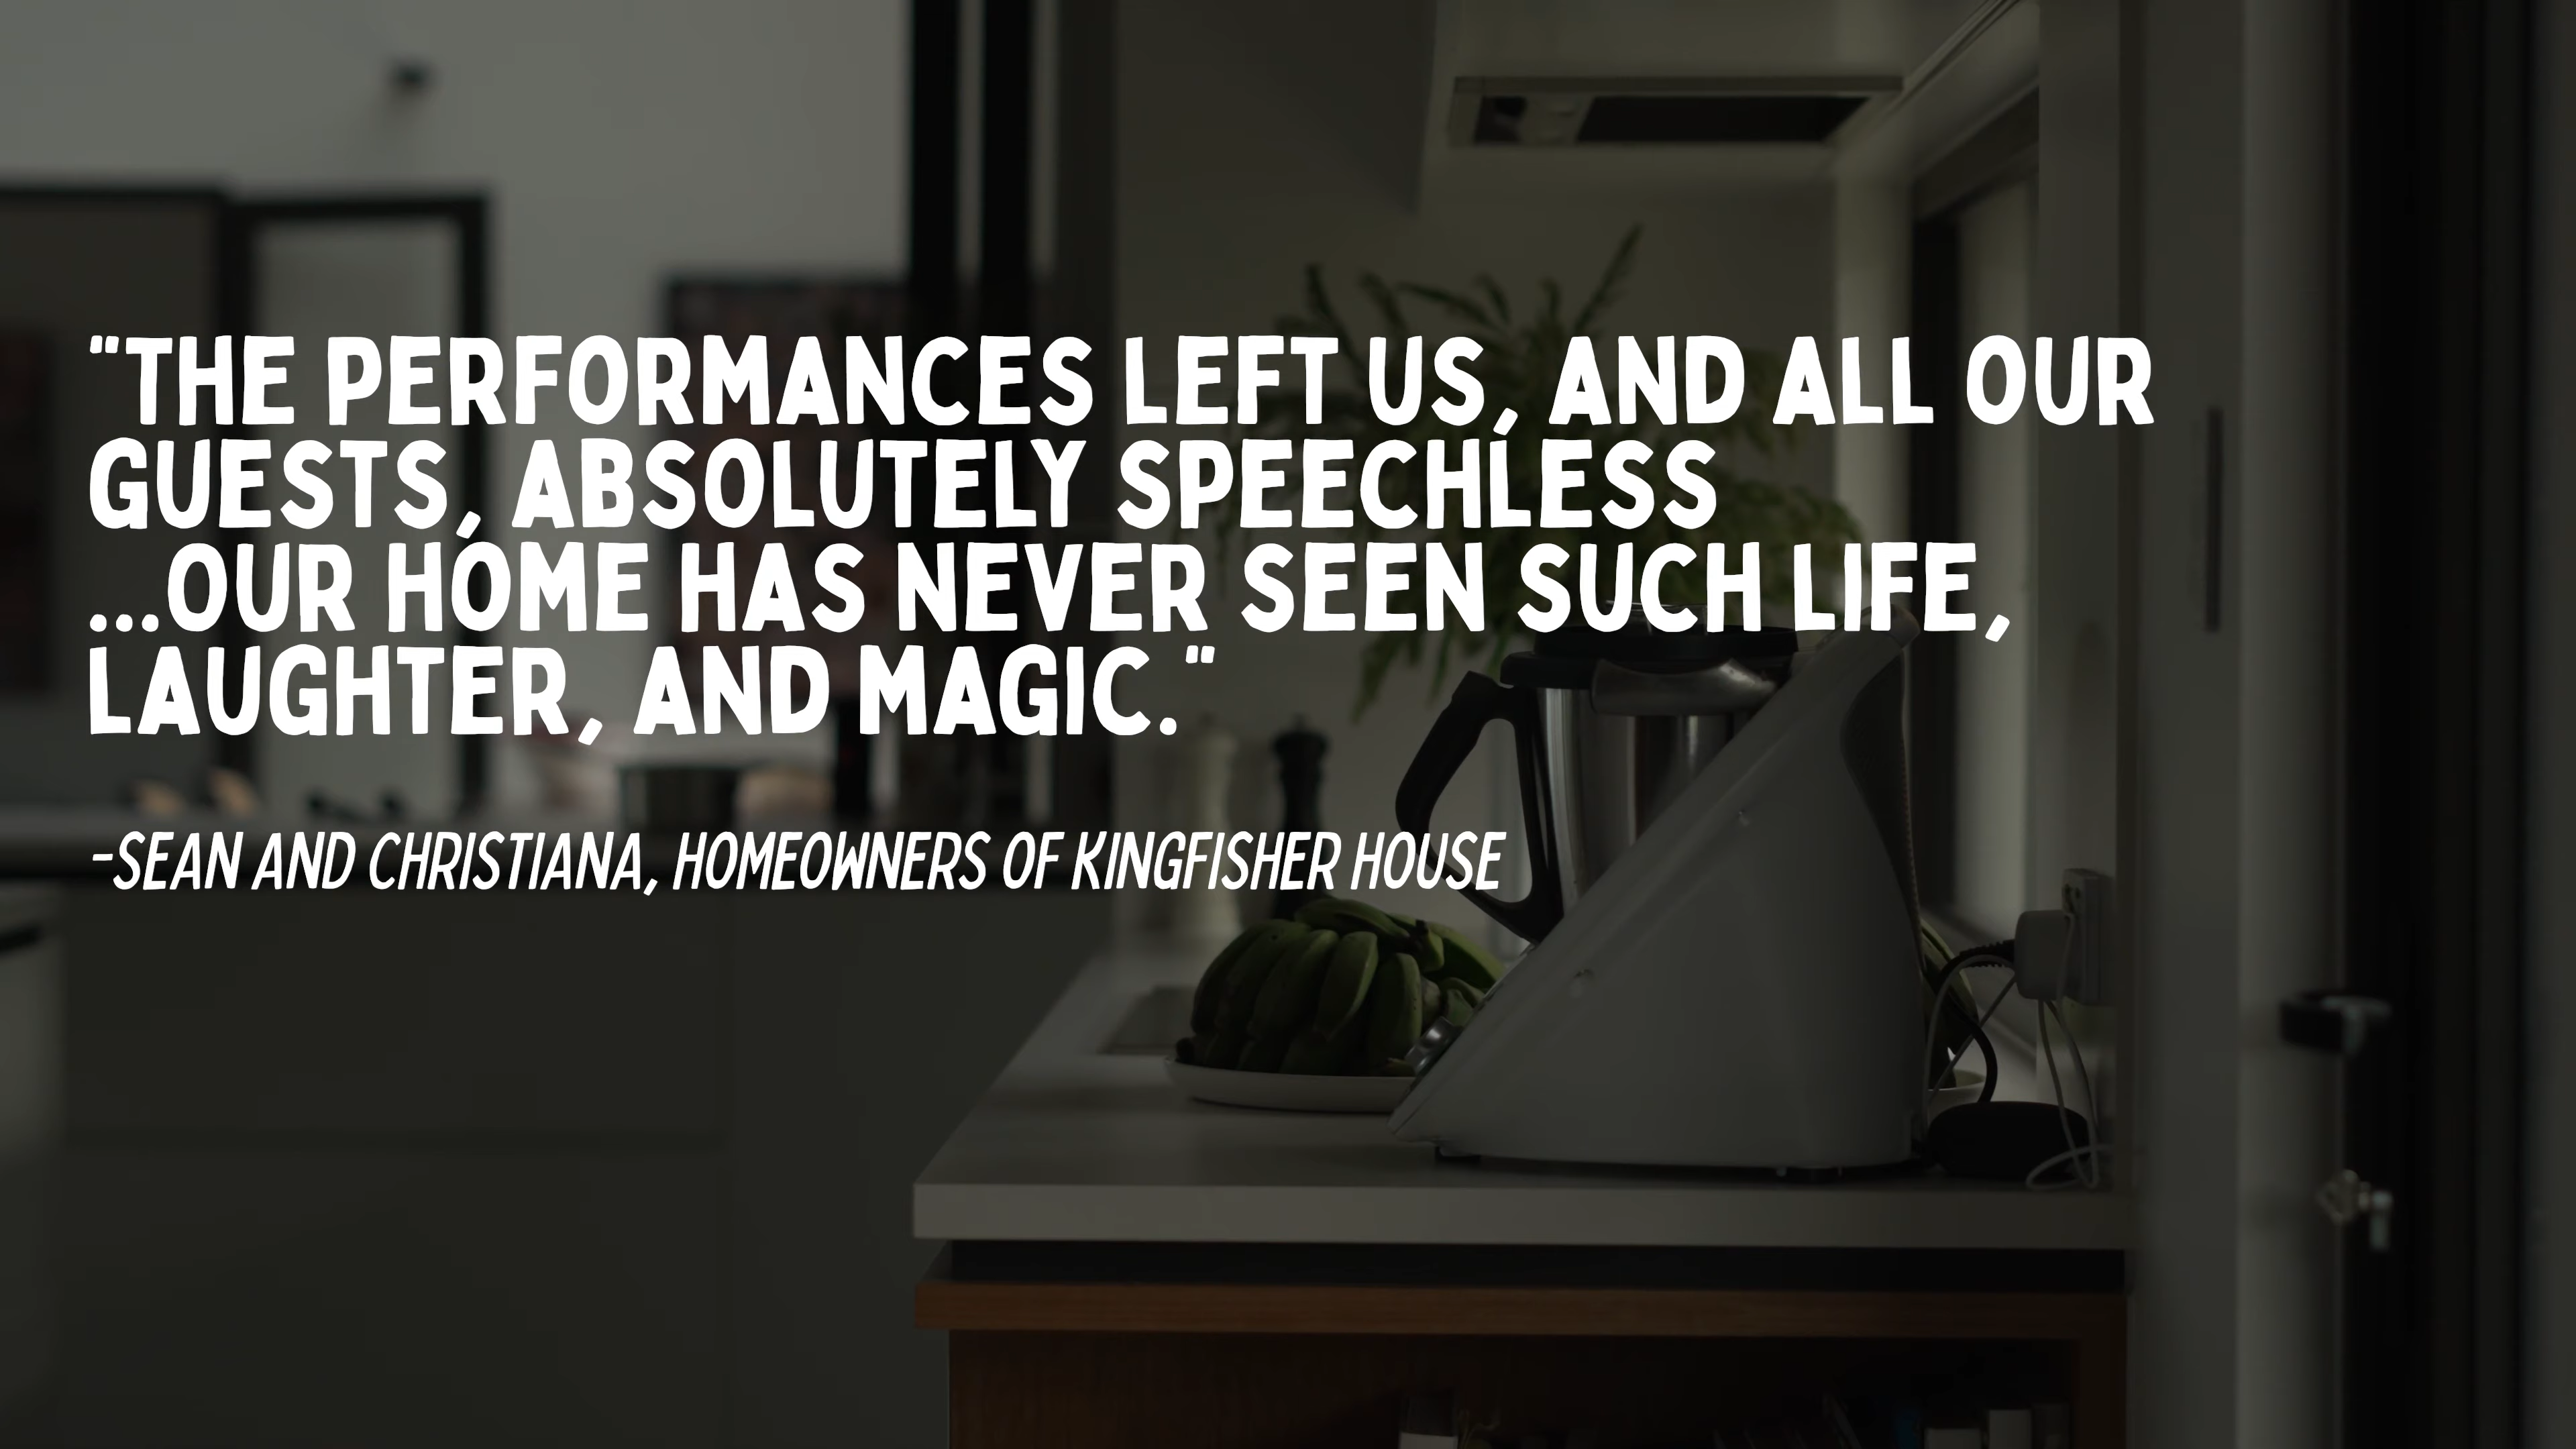 "THE PERFORMANCES LEFT US, AND ALL OUR
GUESTS, ABSOLUTELY SPEECHLESS
...OUR HOME HAS NEVER SEEN SUCH LIFE,
LAUGHTER, AND MAGIC."
-SEAN AND CHRISTIANA, HOMEOWNERS OF KINGFISHER HOUSE